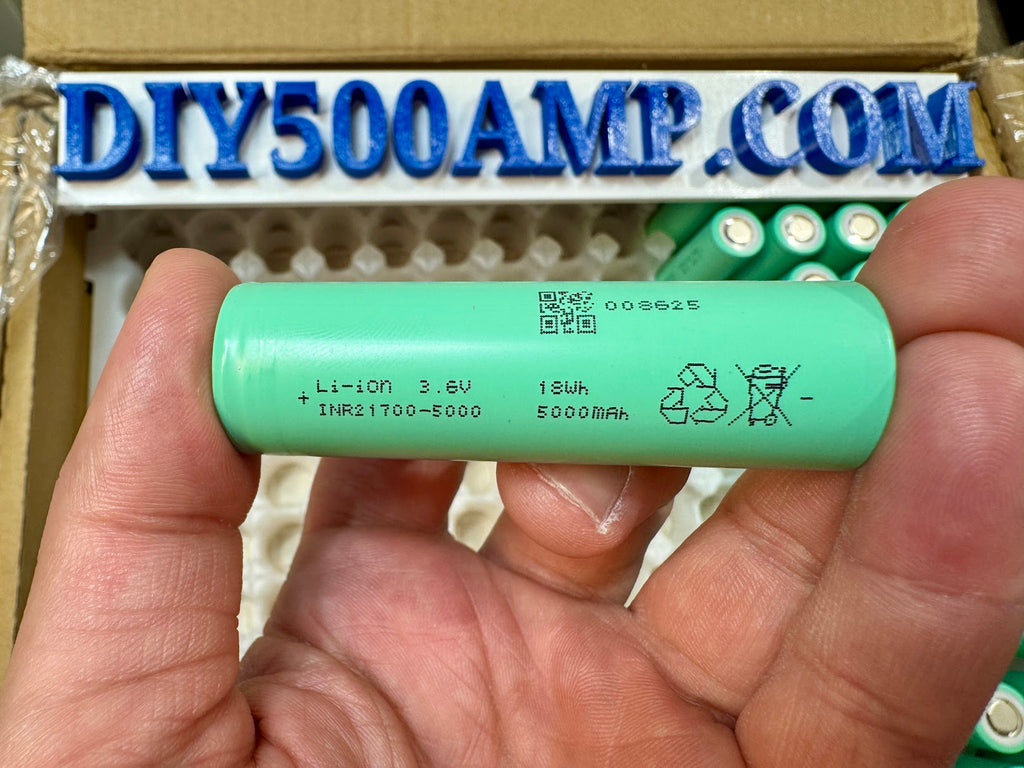 DIY500AMP.COM
008625
+ Li-iON 3.6V 18Wh -
INR21700-5000 5000mAh